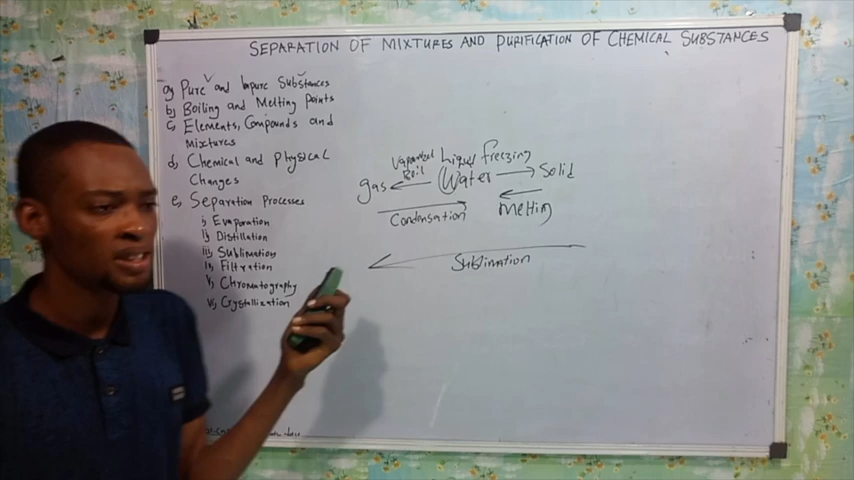 SEPARATION OF MIXTURES AND PURIFICATION OF CHEMICAL SUBSTANCES
a) Pure and Impure Substances
b) Boiling and Melting Points
c, Elements, Compounds and
Mixtures
d, Chemical and Physical
Changes
e, Separation Processes
i, Evaporation
ii, Distillation
iii, Sublimation
iv, Filtration
v, Chromatography
vi, Crystallization
Liquid freezing
Boil
gas Water Solid
Condensation Melting
Sublimation